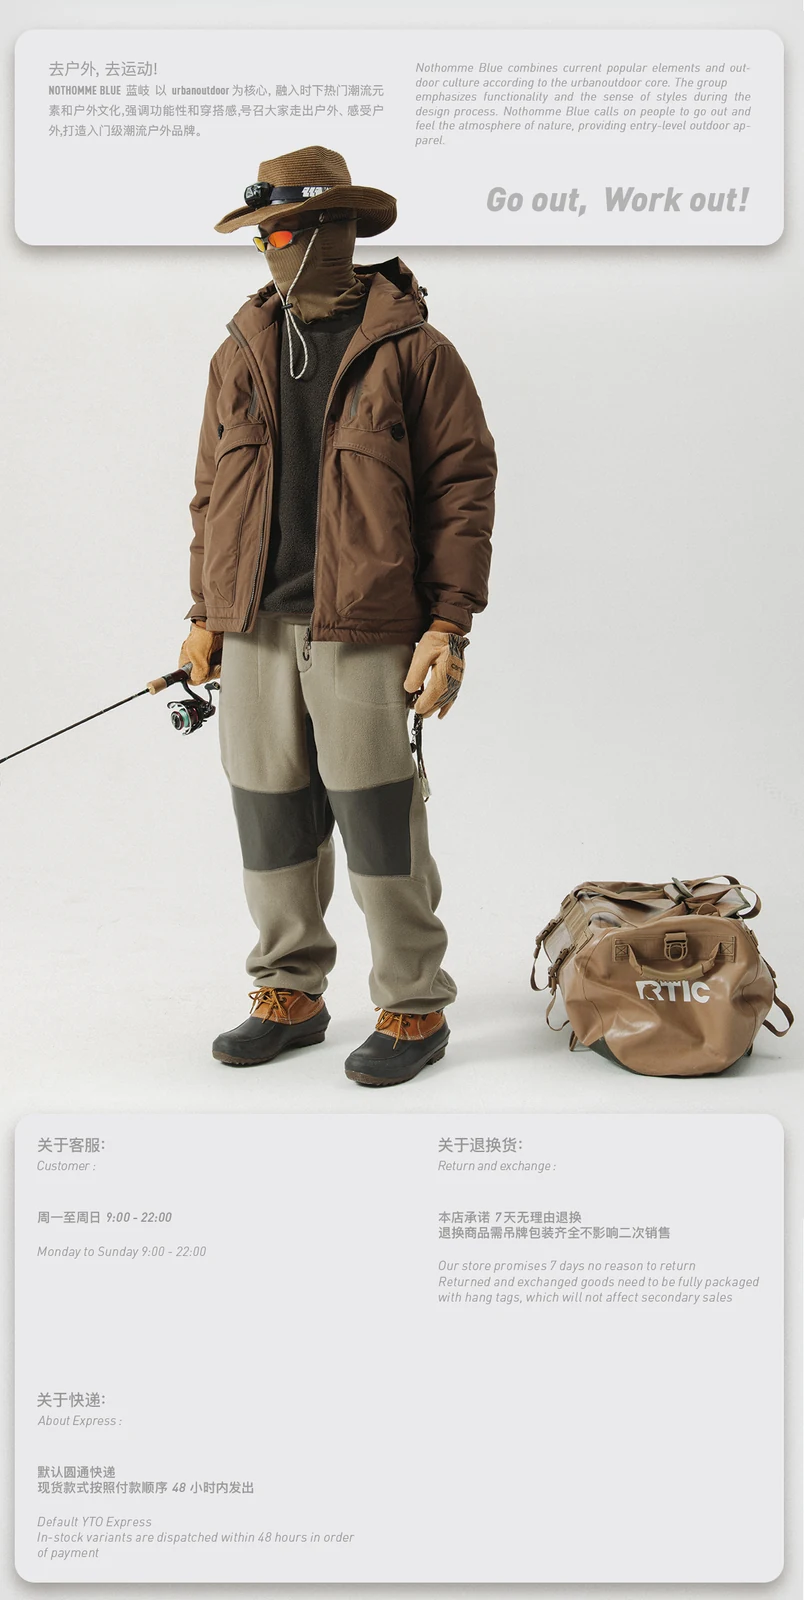 去户外, 去运动!
NOTHOMME BLUE 蓝岐 以 urbanoutdoor 为核心, 融入时下热门潮流元
素和户外文化,强调功能性和穿搭感,号召大家走出户外、感受户
外,打造入门级潮流户外品牌。
Nothomme Blue combines current popular elements and out-
door culture according to the urbanoutdoor core. The group
emphasizes functionality and the sense of styles during the
design process. Nothomme Blue calls on people to go out and
feel the atmosphere of nature, providing entry-level outdoor ap-
parel.
Go out, Work out!
RTIC
关于客服:
Customer :
周一至周日 9:00 - 22:00
Monday to Sunday 9:00 - 22:00
关于退换货:
Return and exchange :
本店承诺 7 天无理由退换
退换商品需吊牌包装齐全不影响二次销售
Our store promises 7 days no reason to return
Returned and exchanged goods need to be fully packaged
with hang tags, which will not affect secondary sales
关于快递:
About Express :
默认圆通快递
现货款式按照付款顺序 48 小时内发出
Default YTO Express
In-stock variants are dispatched within 48 hours in order
of payment